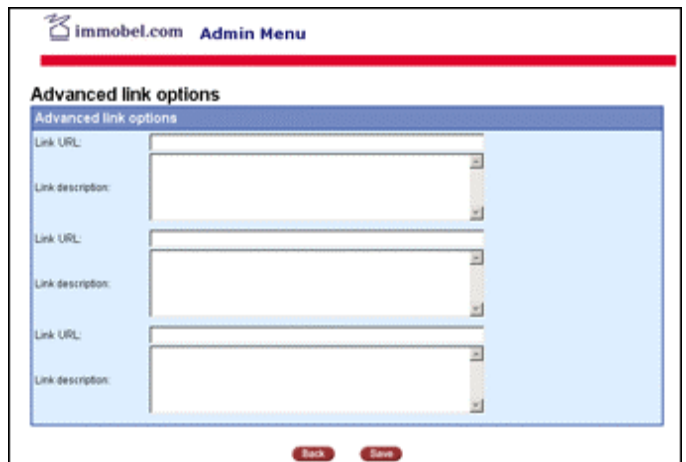 immobel.com Admin Menu
Advanced link options
Advanced link options
Link URL:
Link description:
Link URL:
Link description:
Link URL:
Link description:
Back Save